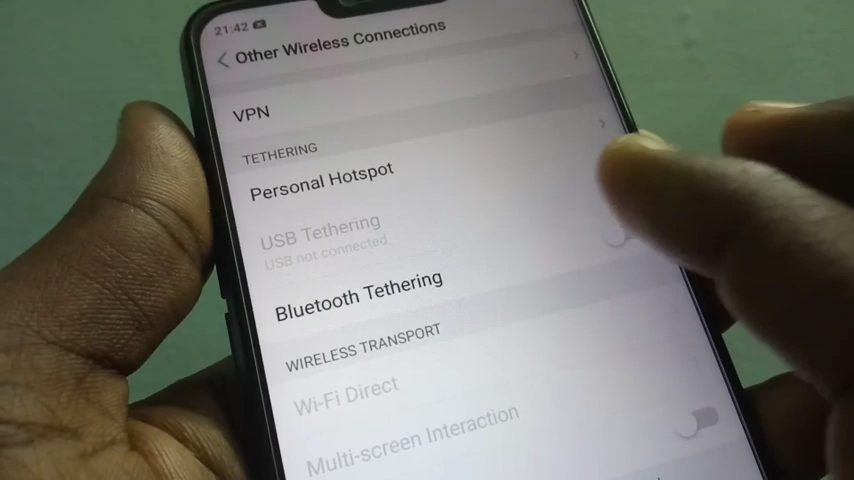 21:42
Other Wireless Connections
VPN
TETHERING
Personal Hotspot
USB Tethering
USB not connected
Bluetooth Tethering
WIRELESS TRANSPORT
Wi-Fi Direct
Multi-screen Interaction